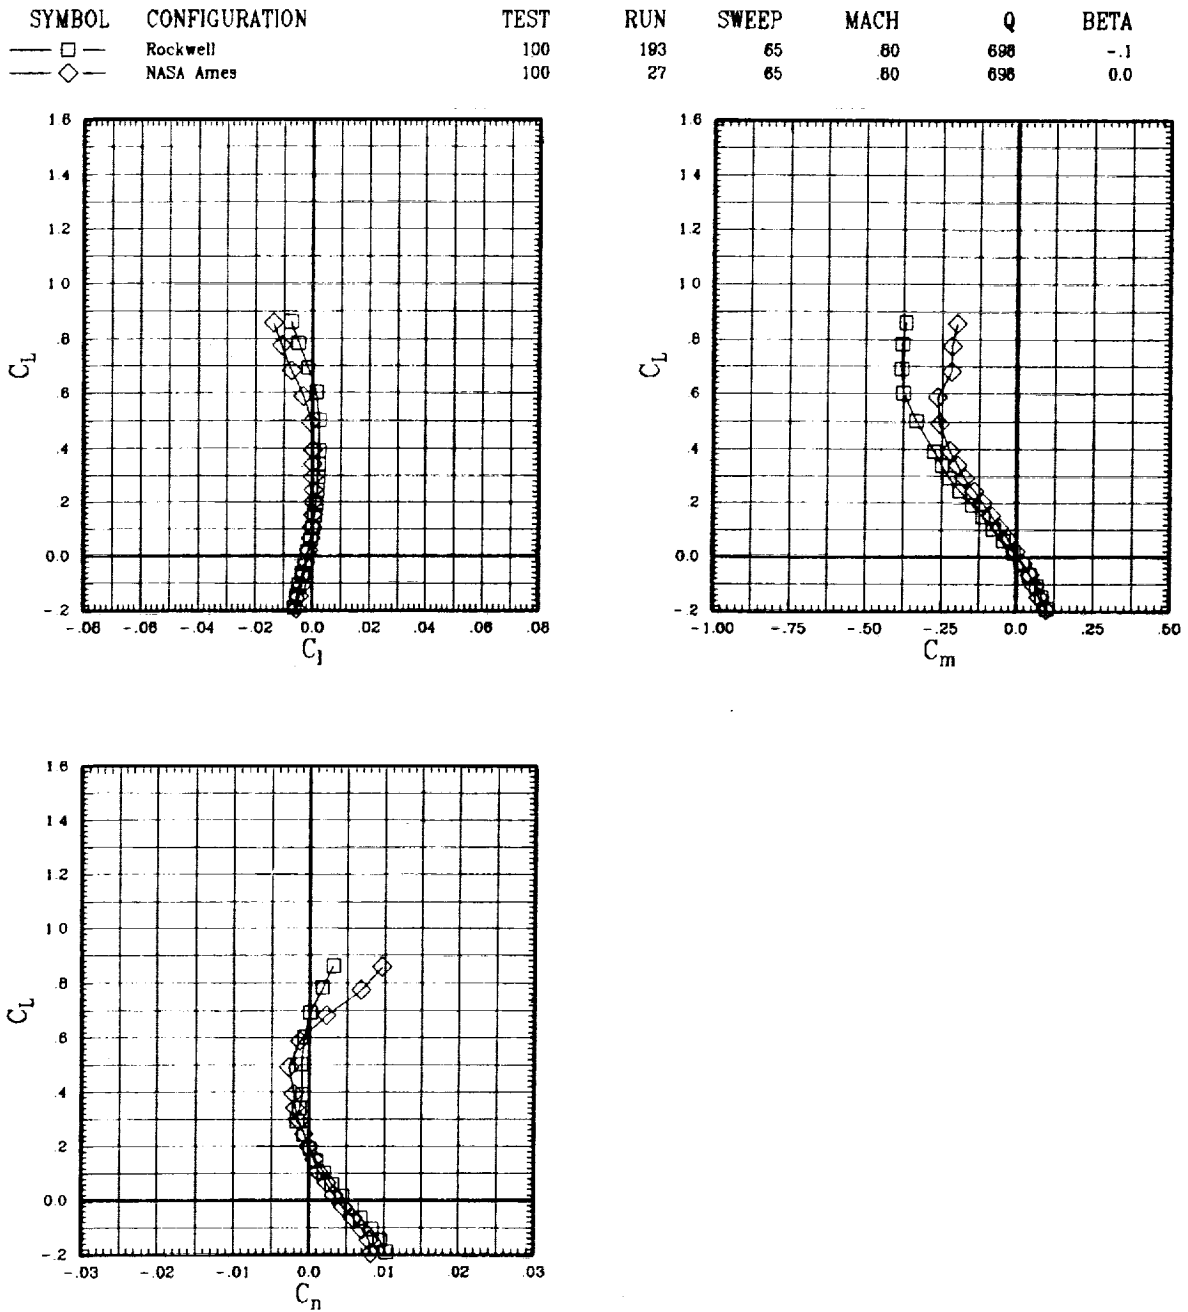 SYMBOL CONFIGURATION TEST RUN SWEEP MACH Q BETA
Rockwell 100 193 65 .80 698 -.1
NASA Ames 100 27 65 .80 698 0.0
1.6
1.4
1.2
1.0
.8
.6
.4
.2
0.0
-.2
C_L
-.08 -.06 -.04 -.02 0.0 .02 .04 .06 .08
C_l
1.6
1.4
1.2
1.0
.8
.6
.4
.2
0.0
-.2
C_L
-1.00 -.75 -.50 -.25 0.0 .25 .50
C_m
1.6
1.4
1.2
1.0
.8
.6
.4
.2
0.0
-.2
C_L
-.03 -.02 -.01 0.0 .01 .02 .03
C_n